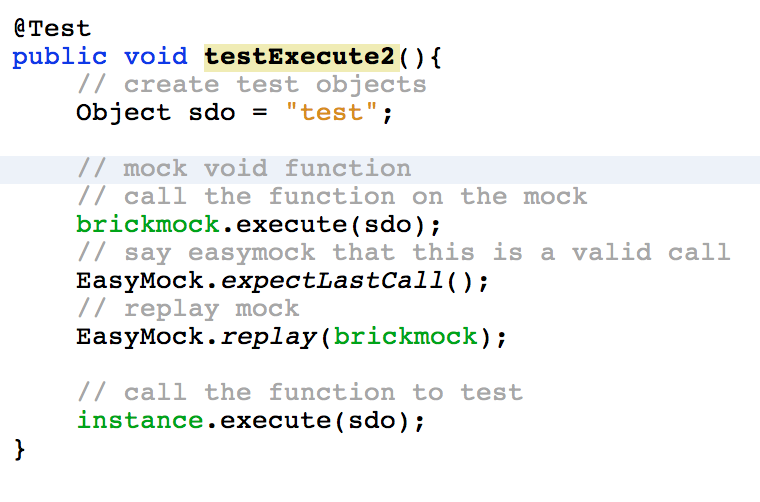 @Test
public void testExecute2(){
// create test objects
Object sdo = "test";
// mock void function
// call the function on the mock
brickmock.execute(sdo);
// say easymock that this is a valid call
EasyMock.expectLastCall();
// replay mock
EasyMock.replay(brickmock);
// call the function to test
instance.execute(sdo);
}